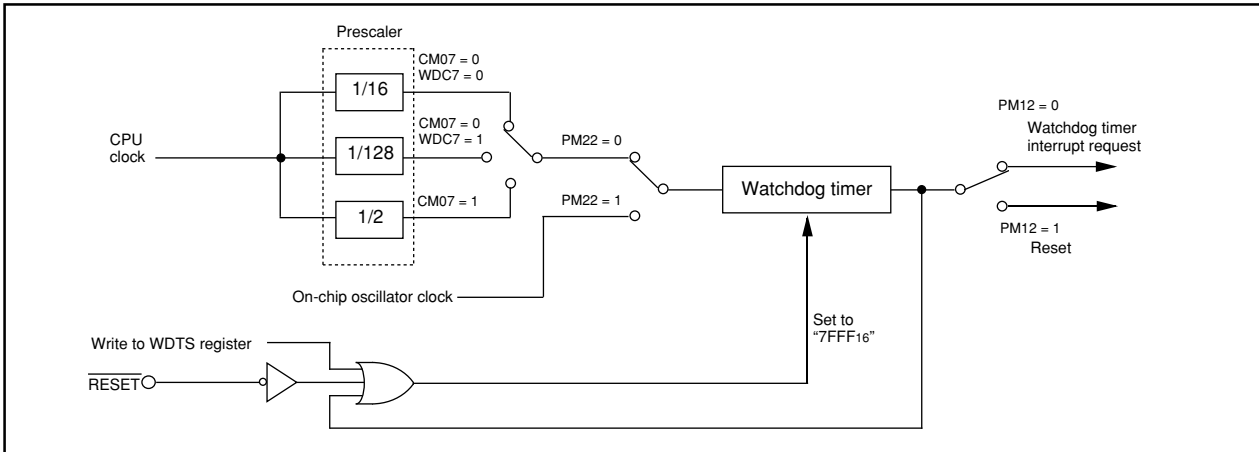 Prescaler
CM07 = 0
WDC7 = 0
1/16
PM12 = 0
CM07 = 0
WDC7 = 1
Watchdog timer
interrupt request
CPU
clock
PM22 = 0
1/128
Watchdog timer
CM07 = 1
PM22 = 1
1/2
PM12 = 1
Reset
On-chip oscillator clock
Set to
“7FFF16”
Write to WDTS register
RESET